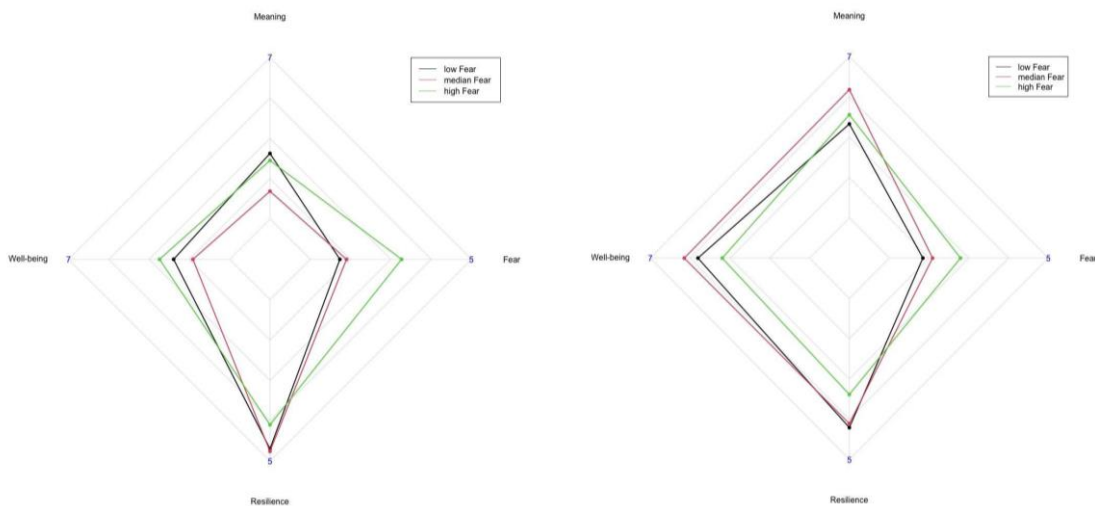 Meaning
7
low Fear
median Fear
high Fear
Well-being
7
5
Fear
5
Resilience
Meaning
7
low Fear
median Fear
high Fear
Well-being
7
5
Fear
5
Resilience